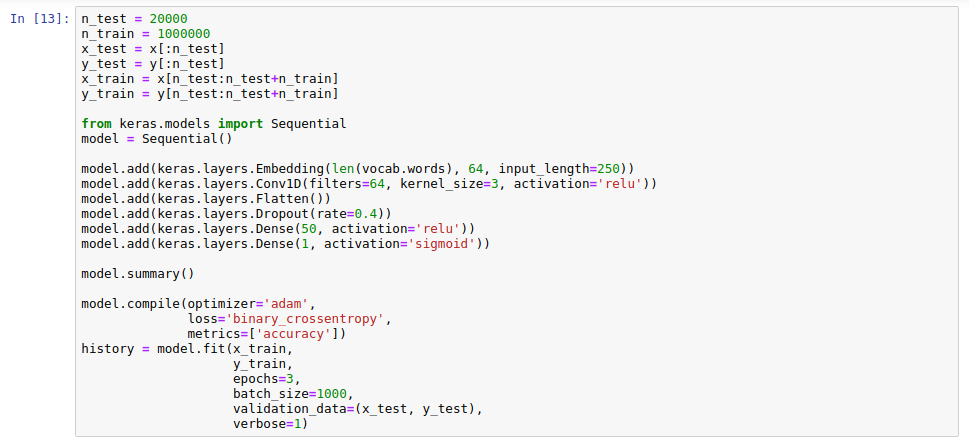 In [13]: n_test = 20000
n_train = 1000000
x_test = x[:n_test]
y_test = y[:n_test]
x_train = x[n_test:n_test+n_train]
y_train = y[n_test:n_test+n_train]

from keras.models import Sequential
model = Sequential()

model.add(keras.layers.Embedding(len(vocab.words), 64, input_length=250))
model.add(keras.layers.Conv1D(filters=64, kernel_size=3, activation='relu'))
model.add(keras.layers.Flatten())
model.add(keras.layers.Dropout(rate=0.4))
model.add(keras.layers.Dense(50, activation='relu'))
model.add(keras.layers.Dense(1, activation='sigmoid'))

model.summary()

model.compile(optimizer='adam',
              loss='binary_crossentropy',
              metrics=['accuracy'])
history = model.fit(x_train,
                    y_train,
                    epochs=3,
                    batch_size=1000,
                    validation_data=(x_test, y_test),
                    verbose=1)